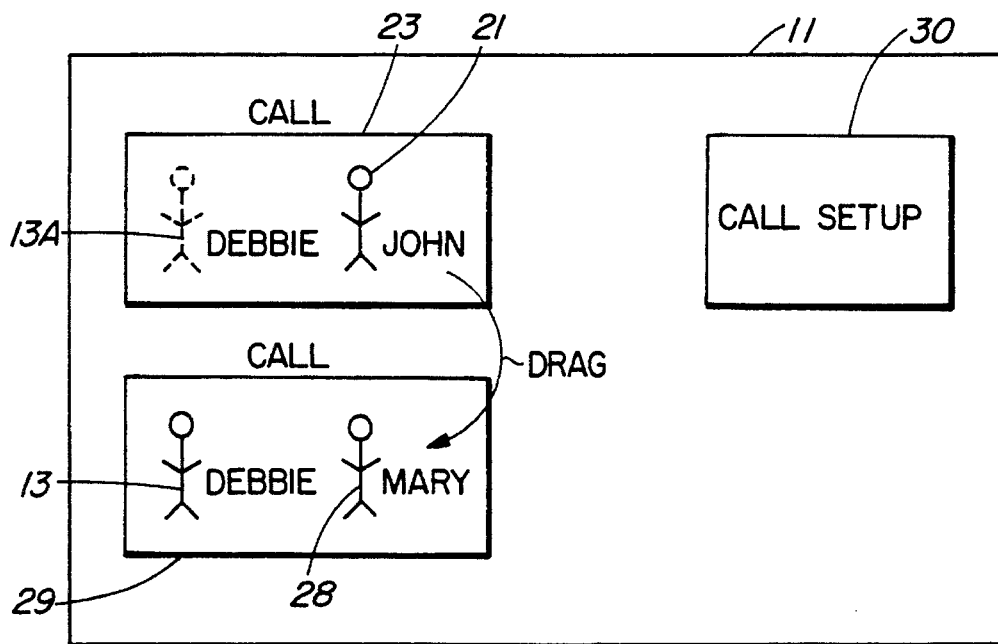 23
21
11
30
CALL
13A
DEBBIE
JOHN
CALL SETUP
CALL
DRAG
13
DEBBIE
MARY
29
28